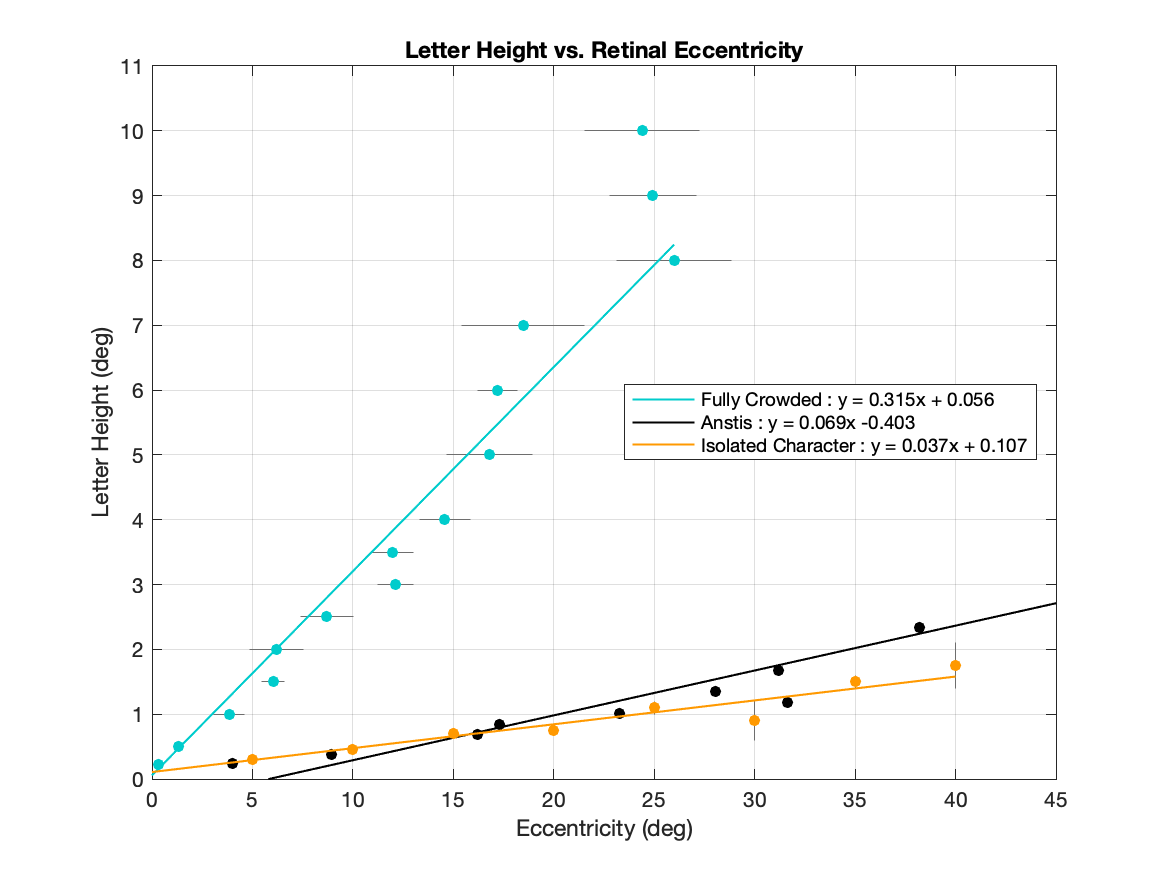 Letter Height vs. Retinal Eccentricity
11
10
9
8
7
6
5
4
3
2
1
0
Letter Height (deg)
Fully Crowded : y = 0.315x + 0.056
Anstis : y = 0.069x -0.403
Isolated Character : y = 0.037x + 0.107
0 5 10 15 20 25 30 35 40 45
Eccentricity (deg)